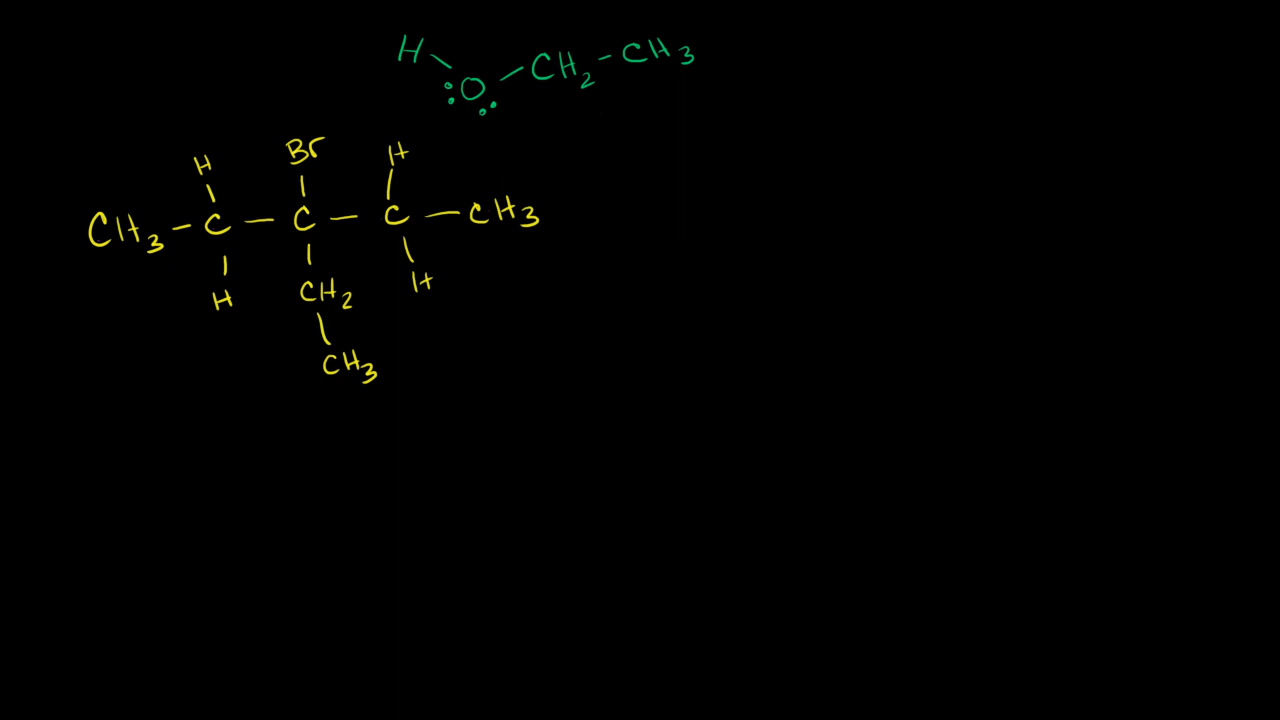 H
:O: - CH₂ - CH₃
H Br H
CH₃ - C - C - C - CH₃
H CH₂ H
CH₃